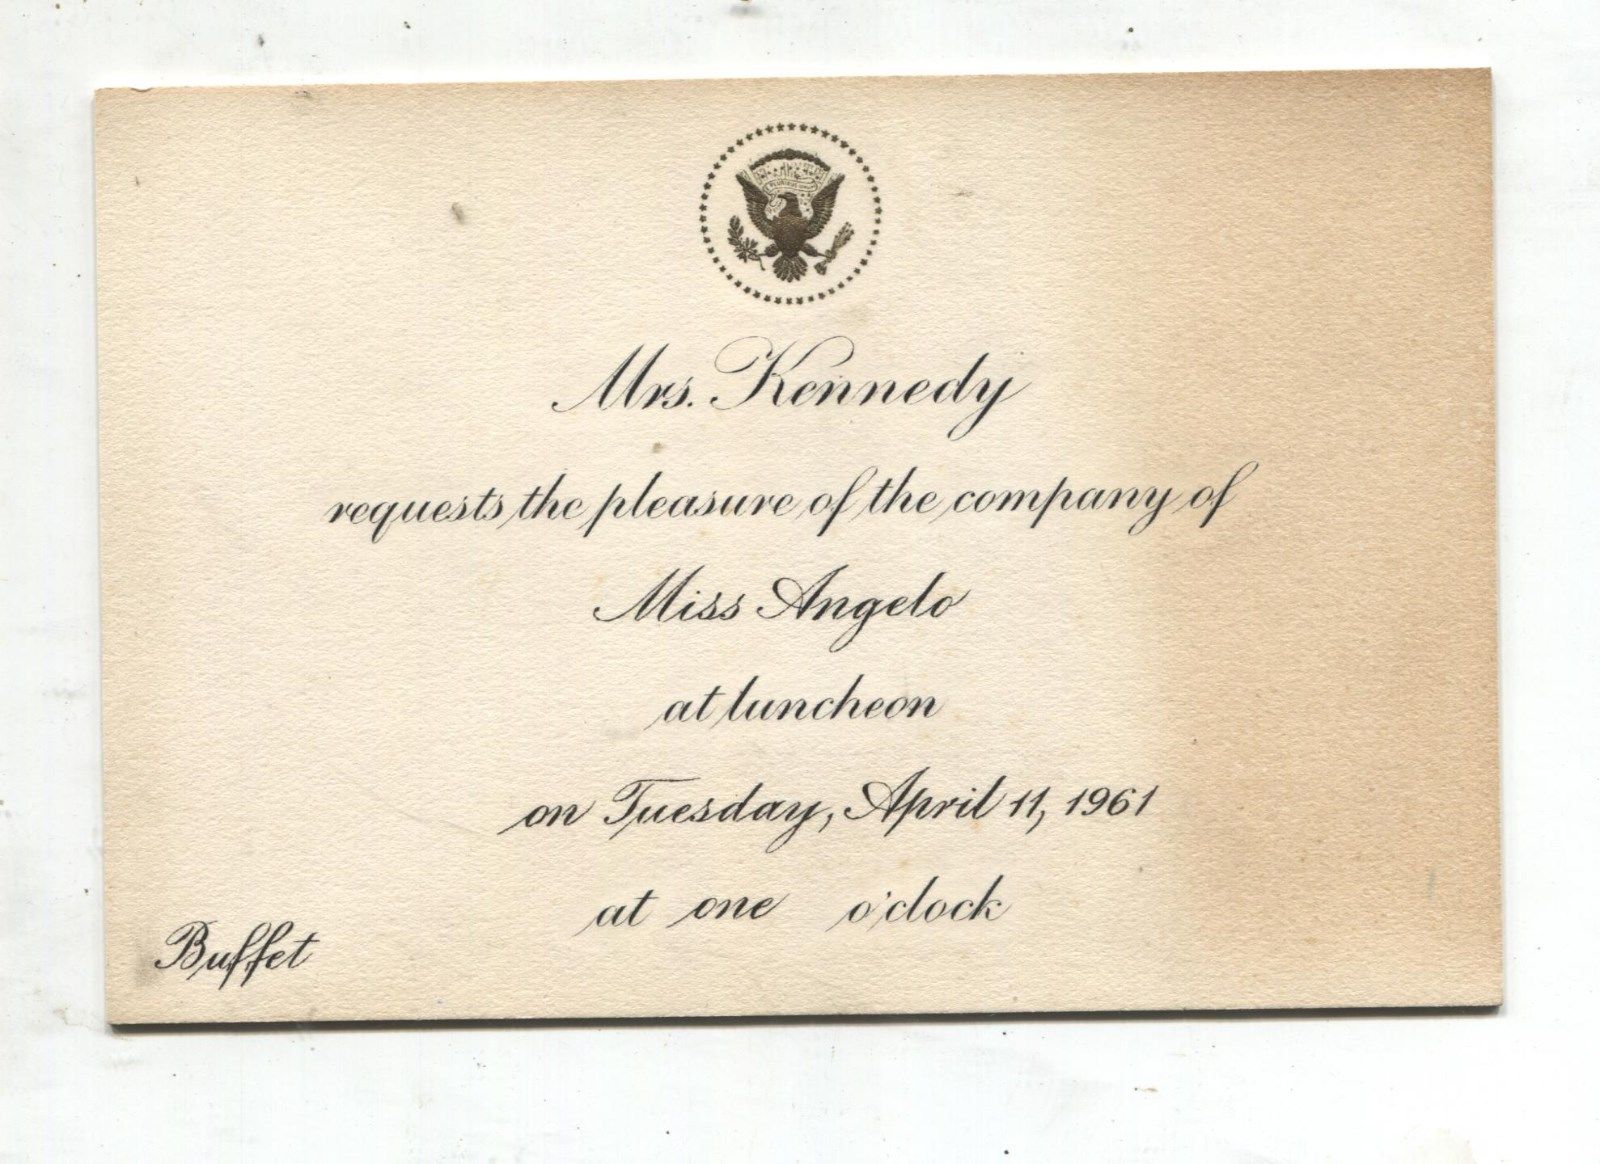 Mrs. Kennedy
requests the pleasure of the company of
Miss Angelo
at luncheon
on Tuesday, April 11, 1961
at one o'clock
Buffet